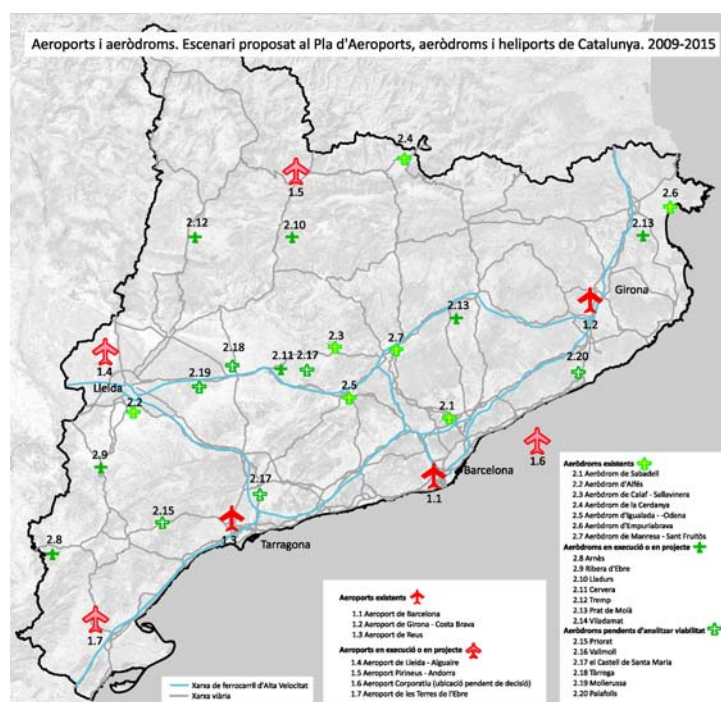 Aeroports i aeròdroms. Escenari proposat al Pla d'Aeroports, aeròdroms i heliports de Catalunya. 2009-2015
2.4
1.5
2.6
2.12
2.10
2.13
Girona
2.13
1.2
2.3
2.7
2.18
2.11
2.17
1.4
2.20
Lleida
2.19
2.5
2.2
2.1
2.9
Barcelona
1.6
1.1
2.17
2.15
1.3
Tarragona
2.8
1.7
Aeròdroms existents
2.1 Aeròdrom de Sabadell
2.2 Aeròdrom d'Alfés
2.3 Aeròdrom de Calaf - Sallavinera
2.4 Aeròdrom de la Cerdanya
2.5 Aeròdrom d'Igualada - -Odena
2.6 Aeròdrom d'Empuriabrava
2.7 Aeròdrom de Manresa - Sant Fruitós
Aeròdroms en execució o en projecte
2.8 Arnès
2.9 Ribera d'Ebre
2.10 Lladurs
2.11 Cervera
2.12 Tremp
2.13 Prat de Molà
2.14 Viladamat
Aeròdroms pendents d'analitzar viabilitat
2.15 Priorat
2.16 Vallmoll
2.17 el Castell de Santa Maria
2.18 Tàrrega
2.19 Mollerussa
2.20 Palafolls
Aeroports existents
1.1 Aeroport de Barcelona
1.2 Aeroport de Girona - Costa Brava
1.3 Aeroport de Reus
Aeroports en execució o en projecte
1.4 Aeroport de Lleida - Alguaire
1.5 Aeroport Pirineus - Andorra
1.6 Aeroport Corporatiu (ubicació pendent de decisió)
1.7 Aeroport de les Terres de l'Ebre
Xarxa de ferrocarril d'Alta Velocitat
Xarxa viària